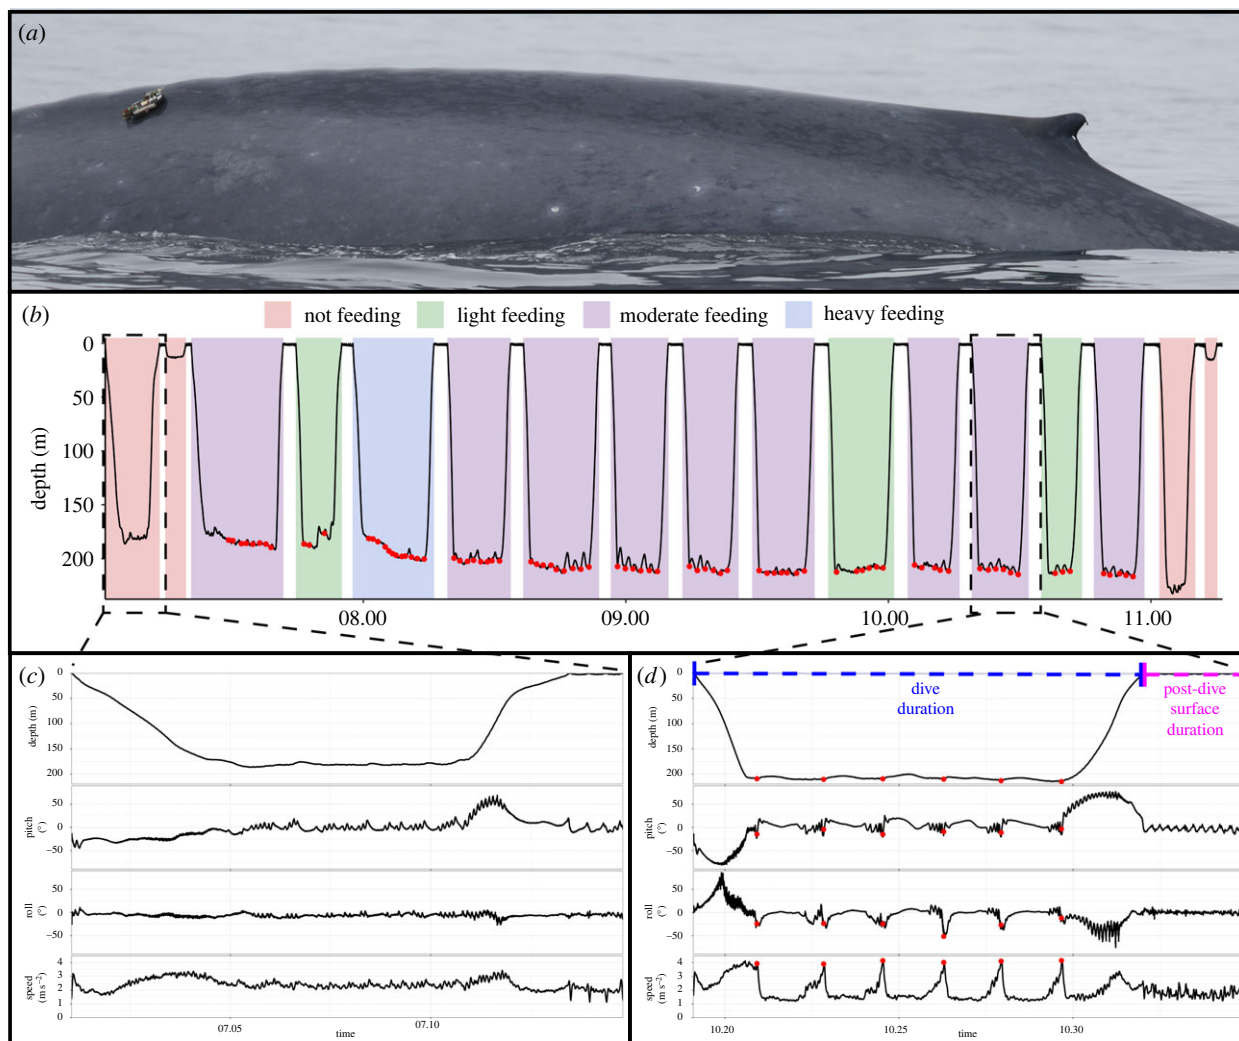 (a)
(b)
not feeding
light feeding
moderate feeding
heavy feeding
0
50
100
150
200
depth (m)
08.00
09.00
10.00
11.00
(c)
0
50
100
150
200
depth (m)
50
0
−50
pitch
(°)
50
0
−50
roll
(°)
4
3
2
1
0
speed
(m s⁻²)
07.05
07.10
time
(d)
dive
duration
post-dive
surface
duration
0
50
100
150
200
depth (m)
50
0
−50
pitch
(°)
50
0
−50
roll
(°)
4
3
2
1
0
speed
(m s⁻²)
10.20
10.25
10.30
time